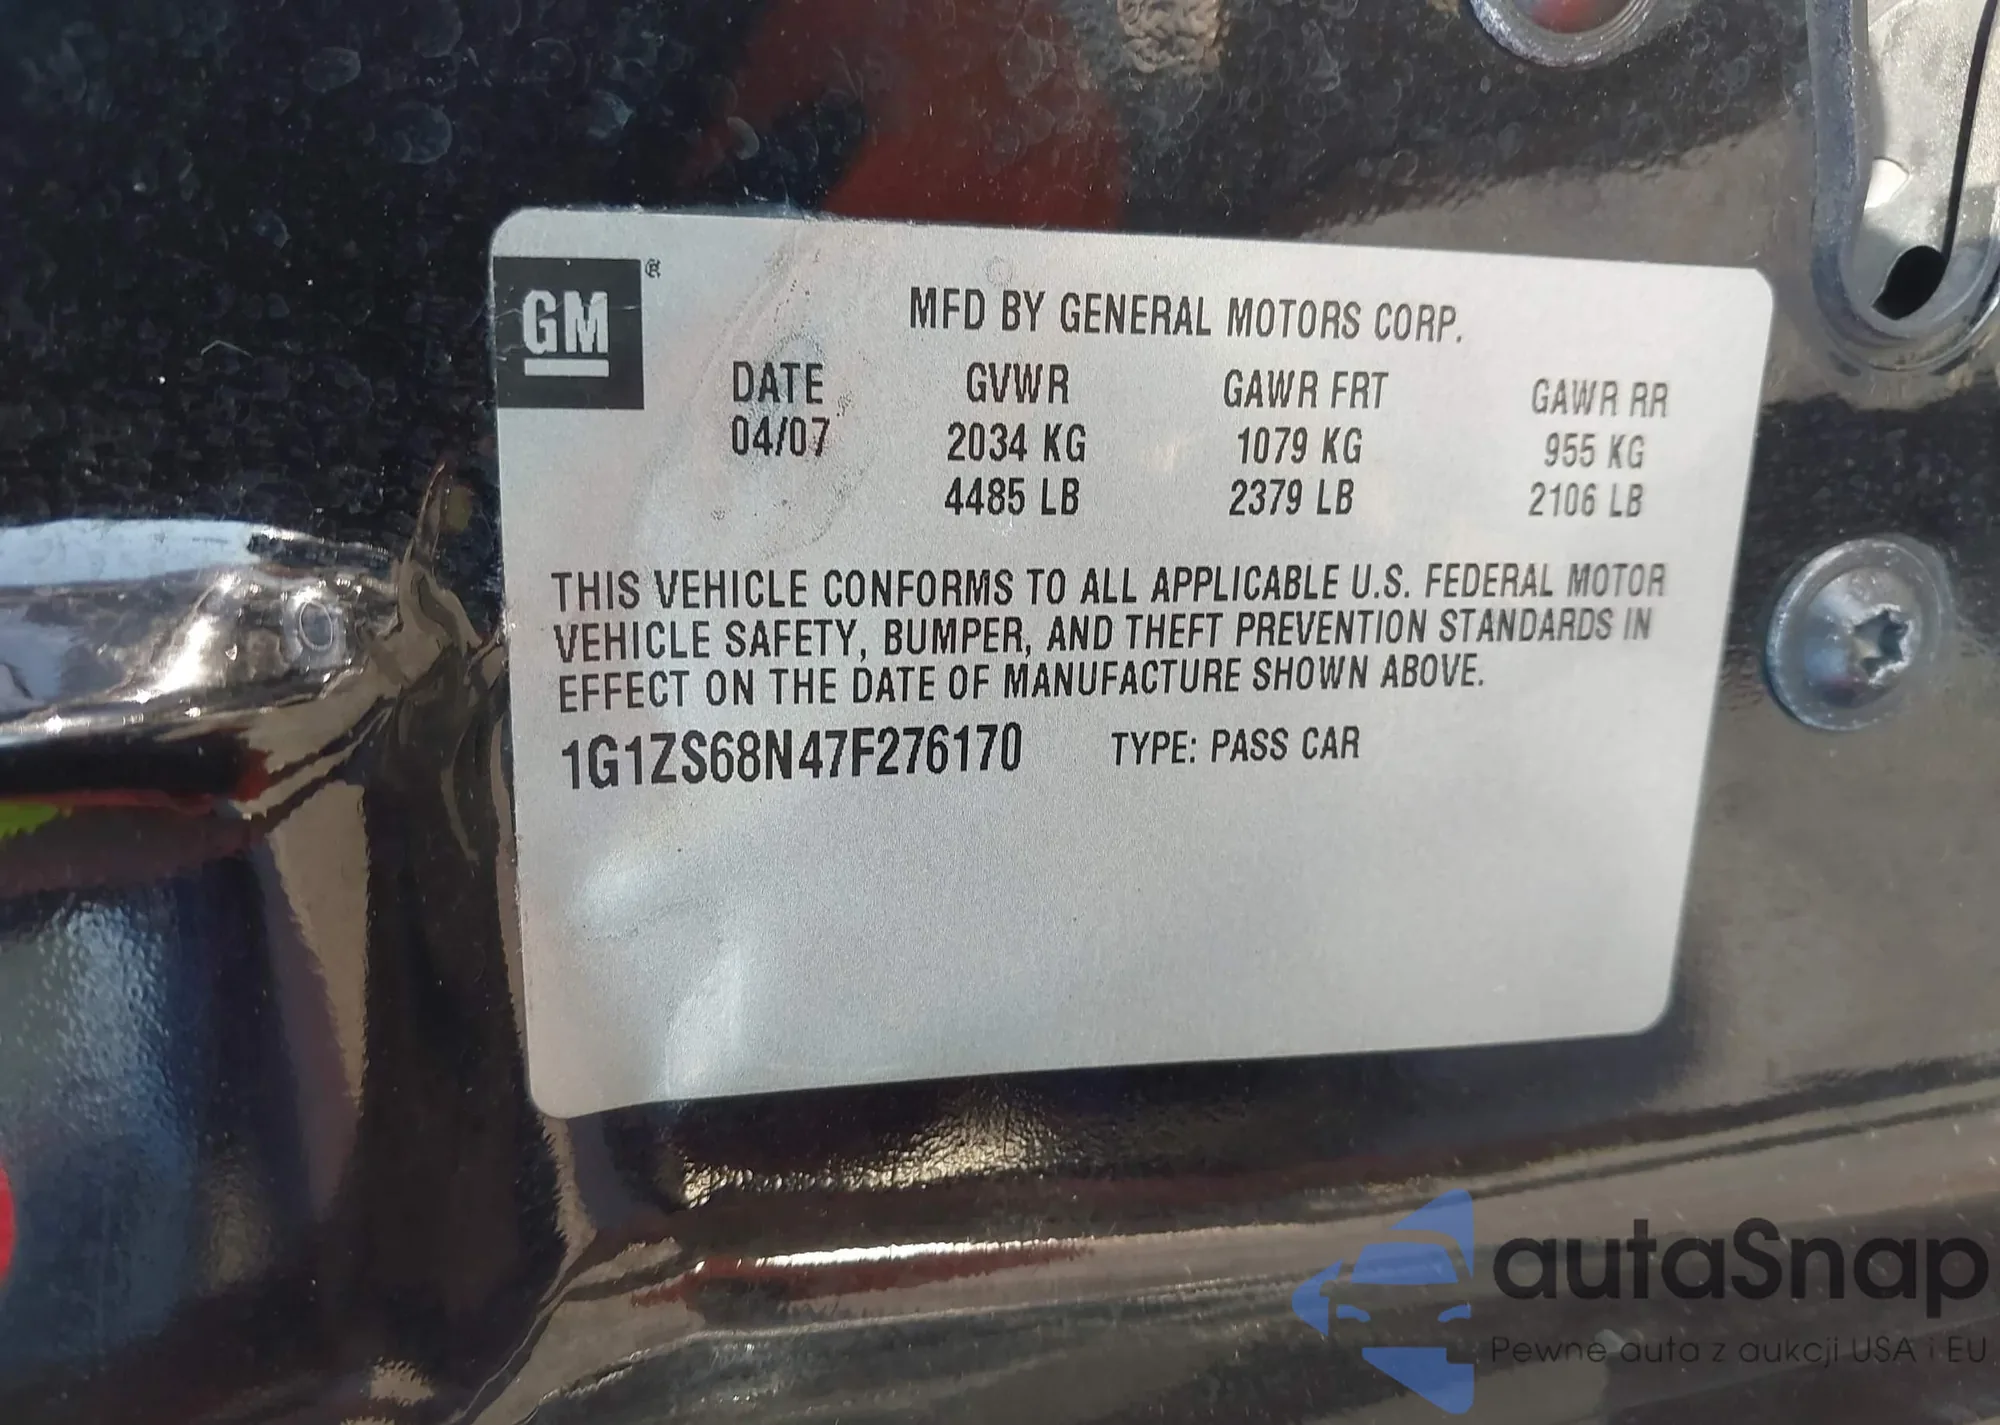 GM ®
MFD BY GENERAL MOTORS CORP.
DATE GVWR GAWR FRT GAWR RR
04/07 2034 KG 1079 KG 955 KG
4485 LB 2379 LB 2106 LB
THIS VEHICLE CONFORMS TO ALL APPLICABLE U.S. FEDERAL MOTOR
VEHICLE SAFETY, BUMPER, AND THEFT PREVENTION STANDARDS IN
EFFECT ON THE DATE OF MANUFACTURE SHOWN ABOVE.
1G1ZS68N47F276170 TYPE: PASS CAR
autaSnap
Pewne auta z aukcji USA i EU